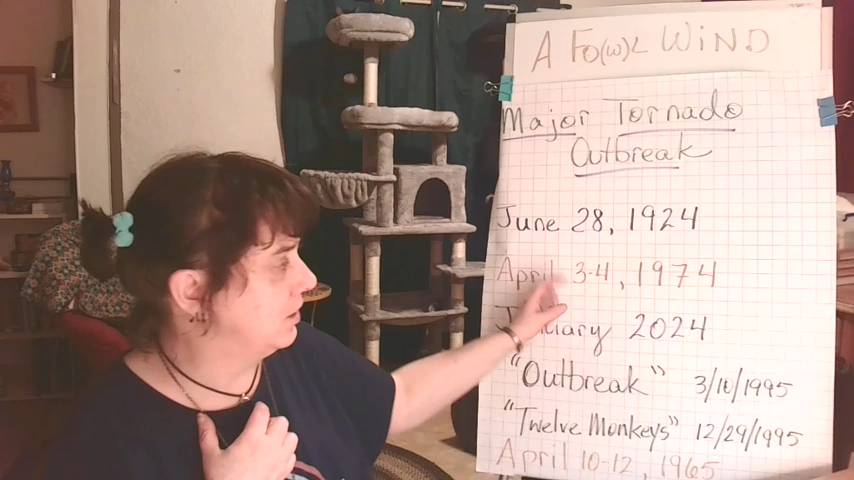 A Fo(w)L WiND
Major Tornado
Outbreak
June 28, 1924
April 3-4, 1974
January 2024
"Outbreak" 3/10/1995
"Twelve Monkeys" 12/29/1995
April 10-12, 1965